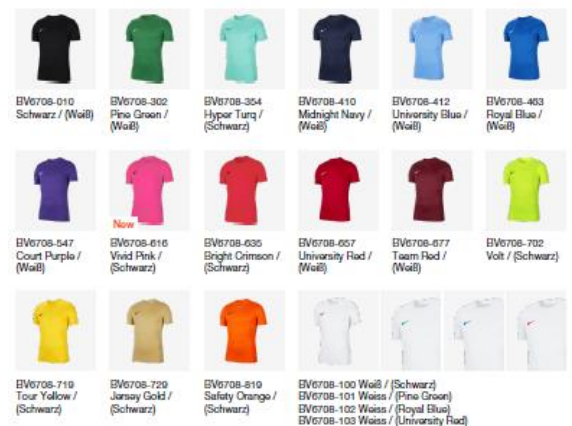 BV6708-010
Schwarz / (Weiß)
BV6708-302
Pine Green /
(Weiß)
BV6708-354
Hyper Turq /
(Schwarz)
BV6708-410
Midnight Navy /
(Weiß)
BV6708-412
University Blue /
(Weiß)
BV6708-463
Royal Blue /
(Weiß)
BV6708-547
Court Purple /
(Weiß)
New
BV6708-616
Vivid Pink /
(Schwarz)
BV6708-635
Bright Crimson /
(Schwarz)
BV6708-657
University Red /
(Weiß)
BV6708-677
Team Red /
(Weiß)
BV6708-702
Volt / (Schwarz)
BV6708-719
Tour Yellow /
(Schwarz)
BV6708-729
Jersey Gold /
(Schwarz)
BV6708-819
Safety Orange /
(Schwarz)
BV6708-100 Weiß / (Schwarz)
BV6708-101 Weiss / (Pine Green)
BV6708-102 Weiss / (Royal Blue)
BV6708-103 Weiss / (University Red)